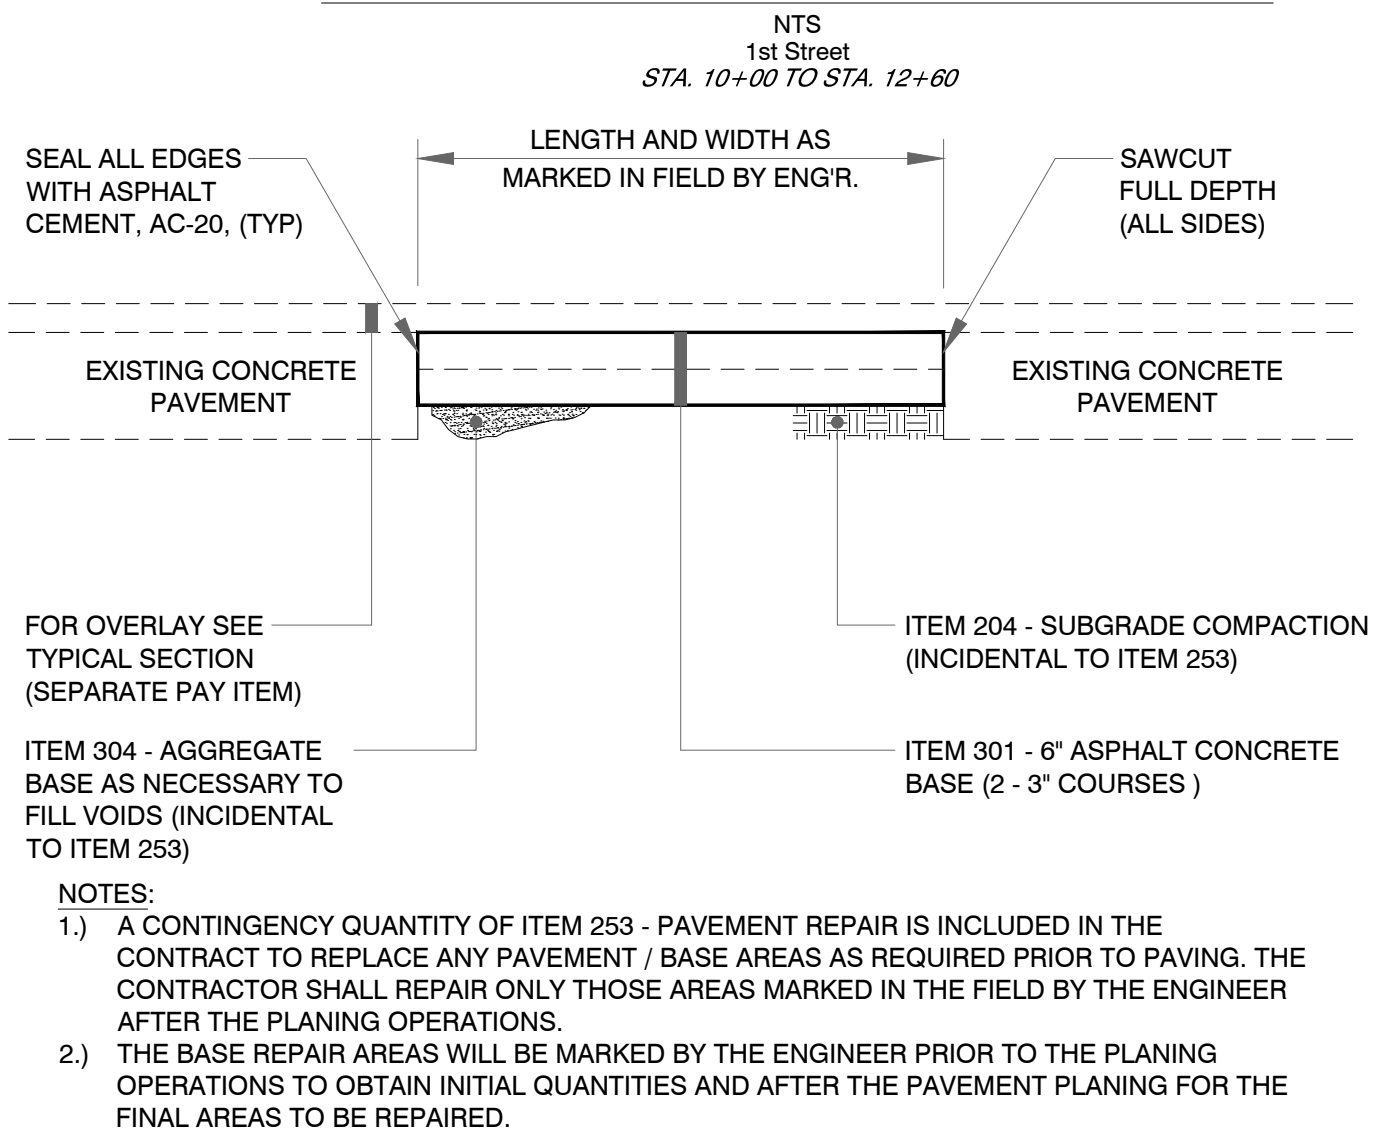 NTS
1st Street
STA. 10+00 TO STA. 12+60
LENGTH AND WIDTH AS
MARKED IN FIELD BY ENG'R.
SEAL ALL EDGES
WITH ASPHALT
CEMENT, AC-20, (TYP)
SAWCUT
FULL DEPTH
(ALL SIDES)
EXISTING CONCRETE
PAVEMENT
EXISTING CONCRETE
PAVEMENT
FOR OVERLAY SEE
TYPICAL SECTION
(SEPARATE PAY ITEM)
ITEM 204 - SUBGRADE COMPACTION
(INCIDENTAL TO ITEM 253)
ITEM 304 - AGGREGATE
BASE AS NECESSARY TO
FILL VOIDS (INCIDENTAL
TO ITEM 253)
ITEM 301 - 6" ASPHALT CONCRETE
BASE (2 - 3" COURSES )
NOTES:
1.) A CONTINGENCY QUANTITY OF ITEM 253 - PAVEMENT REPAIR IS INCLUDED IN THE
CONTRACT TO REPLACE ANY PAVEMENT / BASE AREAS AS REQUIRED PRIOR TO PAVING. THE
CONTRACTOR SHALL REPAIR ONLY THOSE AREAS MARKED IN THE FIELD BY THE ENGINEER
AFTER THE PLANING OPERATIONS.
2.) THE BASE REPAIR AREAS WILL BE MARKED BY THE ENGINEER PRIOR TO THE PLANING
OPERATIONS TO OBTAIN INITIAL QUANTITIES AND AFTER THE PAVEMENT PLANING FOR THE
FINAL AREAS TO BE REPAIRED.